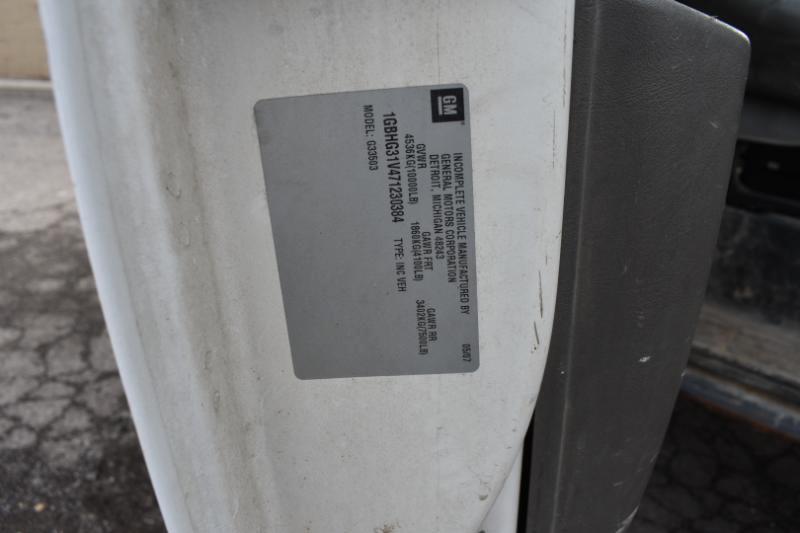 GM
INCOMPLETE VEHICLE MANUFACTURED BY
GENERAL MOTORS CORPORATION
DETROIT, MICHIGAN 48243
05/07
GVWR GAWR FRT GAWR RR
4536KG(10000LB) 1860KG(4100LB) 3402KG(7500LB)
1GBHG31V471230384 TYPE: INC VEH
MODEL: G33503